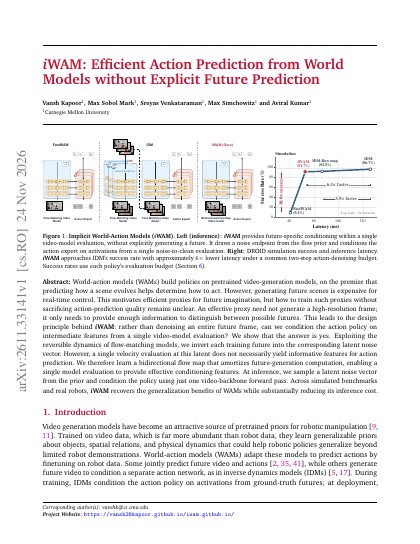 arXiv:2611.33141v1 [cs.RO] 24 Nov 2026
iWAM: Efficient Action Prediction from World
Models without Explicit Future Prediction
Vansh Kapoor¹, Max Sobol Mark¹, Sreyas Venkataraman¹, Max Simchowitz¹ and Aviral Kumar¹
¹Carnegie Mellon University
FastWAM
IDM
iWAM (Ours)
Simulation
Success Rate (%)
Latency (ms)
Figure 1: Implicit World-Action Models (iWAM). Left (inference): iWAM provides future-specific conditioning within a single
video-model evaluation, without explicitly generating a future. It draws a noise endpoint from the flow prior and conditions the
action expert on activations from a single noise-to-clean evaluation. Right: DROID simulation success and inference latency.
iWAM approaches IDM's success rate with approximately 6× lower latency under a common two-step action-denoising budget.
Success rates use each policy's evaluation budget (Section 6).
Abstract: World-action models (WAMs) build policies on pretrained video-generation models, on the premise that
predicting how a scene evolves helps determine how to act. However, generating future scenes is expensive for
real-time control. This motivates efficient proxies for future imagination, but how to train such proxies without
sacrificing action-prediction quality remains unclear. An effective proxy need not generate a high-resolution frame;
it only needs to provide enough information to distinguish between possible futures. This leads to the design
principle behind iWAM: rather than denoising an entire future frame, can we condition the policy on
intermediate features from a single video-model evaluation? We show that the answer is yes. Exploiting the
reversible dynamics of flow-matching models, we invert each training future into the corresponding latent noise
vector. However, a single velocity evaluation at this latent does not necessarily yield informative features for action
prediction. We therefore learn a bidirectional flow map that amortizes future-generation computation, enabling a
single model evaluation to provide effective conditioning features. At inference, we sample a latent noise vector
from the prior and condition the policy using just one video-backbone forward pass. Across simulated benchmarks
and real robots, iWAM recovers the generalization benefits of WAMs while substantially reducing its inference cost.
1. Introduction
Video generation models have become an attractive source of pretrained priors for robotic manipulation [9,
11]. Trained on video data, which is far more abundant than robot data, they learn generalizable priors
about objects, spatial relations, and physical dynamics that could help robotic policies generalize beyond
limited robot demonstrations. World-action models (WAMs) adapt these models to predict actions by
finetuning on robot data. Some jointly predict future video and actions [2, 35, 41], while others generate
future video to condition a separate action network, as in inverse dynamics models (IDMs) [5, 17]. During
training, IDMs condition the action policy on activations from ground-truth futures; at deployment,
Corresponding author(s): vanshk@a.cmu.edu
Project Website: https://vansh28kapoor.github.io/iwam.github.io/